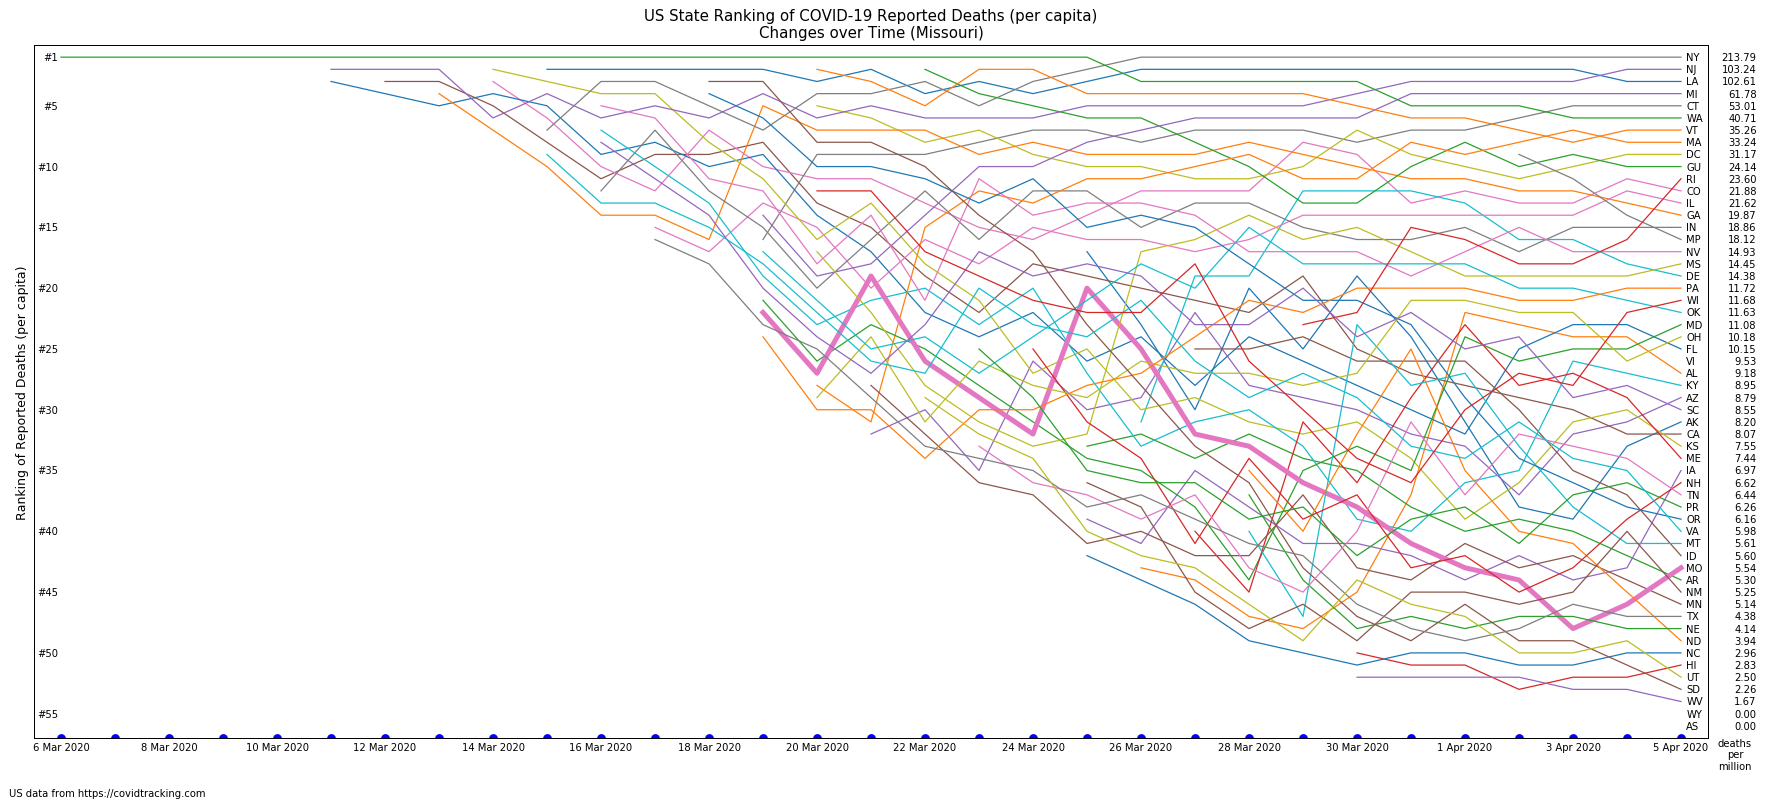 US State Ranking of COVID-19 Reported Deaths (per capita)
Changes over Time (Missouri)
Ranking of Reported Deaths (per capita)
#1
#5
#10
#15
#20
#25
#30
#35
#40
#45
#50
#55
NY 213.79
NJ 103.24
LA 102.61
MI 61.78
CT 53.01
WA 40.71
VT 35.26
MA 33.24
DC 31.17
GU 24.14
RI 23.60
CO 21.88
IL 21.62
GA 19.87
IN 18.86
MP 18.12
NV 14.93
MS 14.45
DE 14.38
PA 11.72
WI 11.68
OK 11.63
MD 11.08
OH 10.18
FL 10.15
VI 9.53
AL 9.18
KY 8.95
AZ 8.79
SC 8.55
AK 8.20
CA 8.07
KS 7.55
ME 7.44
IA 6.97
NH 6.62
TN 6.44
PR 6.26
OR 6.16
VA 5.98
MT 5.61
ID 5.60
MO 5.54
AR 5.30
NM 5.25
MN 5.14
TX 4.38
NE 4.14
ND 3.94
NC 2.96
HI 2.83
UT 2.50
SD 2.26
WV 1.67
WY 0.00
AS 0.00
6 Mar 2020 8 Mar 2020 10 Mar 2020 12 Mar 2020 14 Mar 2020 16 Mar 2020 18 Mar 2020 20 Mar 2020 22 Mar 2020 24 Mar 2020 26 Mar 2020 28 Mar 2020 30 Mar 2020 1 Apr 2020 3 Apr 2020 5 Apr 2020
deaths
per
million
US data from https://covidtracking.com